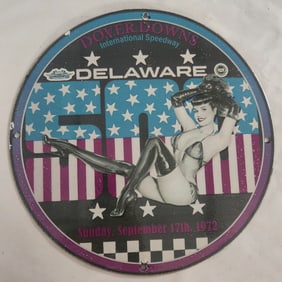 DOVER DOWNS
International Speedway
DELAWARE
500
Sunday, September 17th, 1972